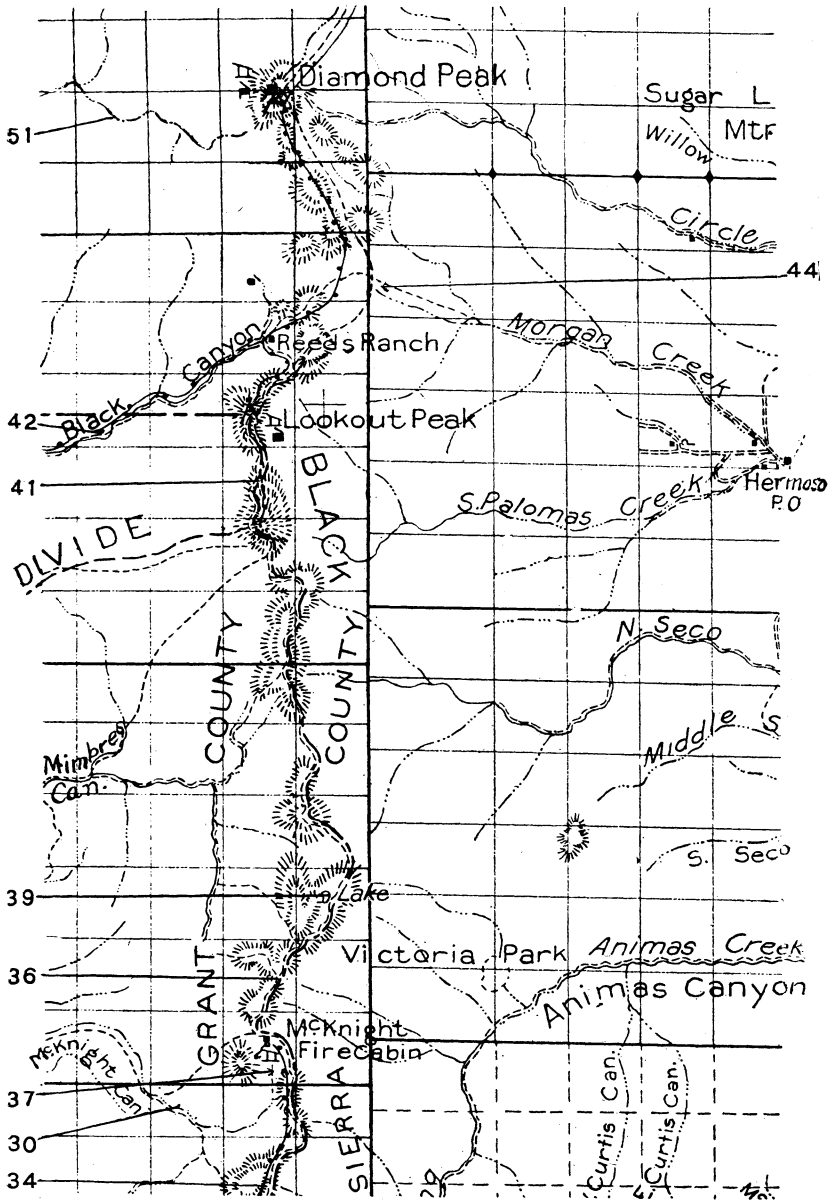 Diamond Peak
Sugar L
Mtr
Willow
51
Circle
44
Morgan
Creek
Canyon
Reeds Ranch
Black
42
Lookout Peak
41
BLACK
S. Palomas Creek
Hermoso
P.O
DIVIDE
COUNTY
COUNTY
N Seco
Middle S
Mimbres
Can.
S. Seco
39
Lake
Victoria Park
Animas Creek
36
Animas Canyon
GRANT
McKnight
Fire Cabin
McKnight Can
37
30
34
SIERRA
Curtis Can.
Curtis Can.